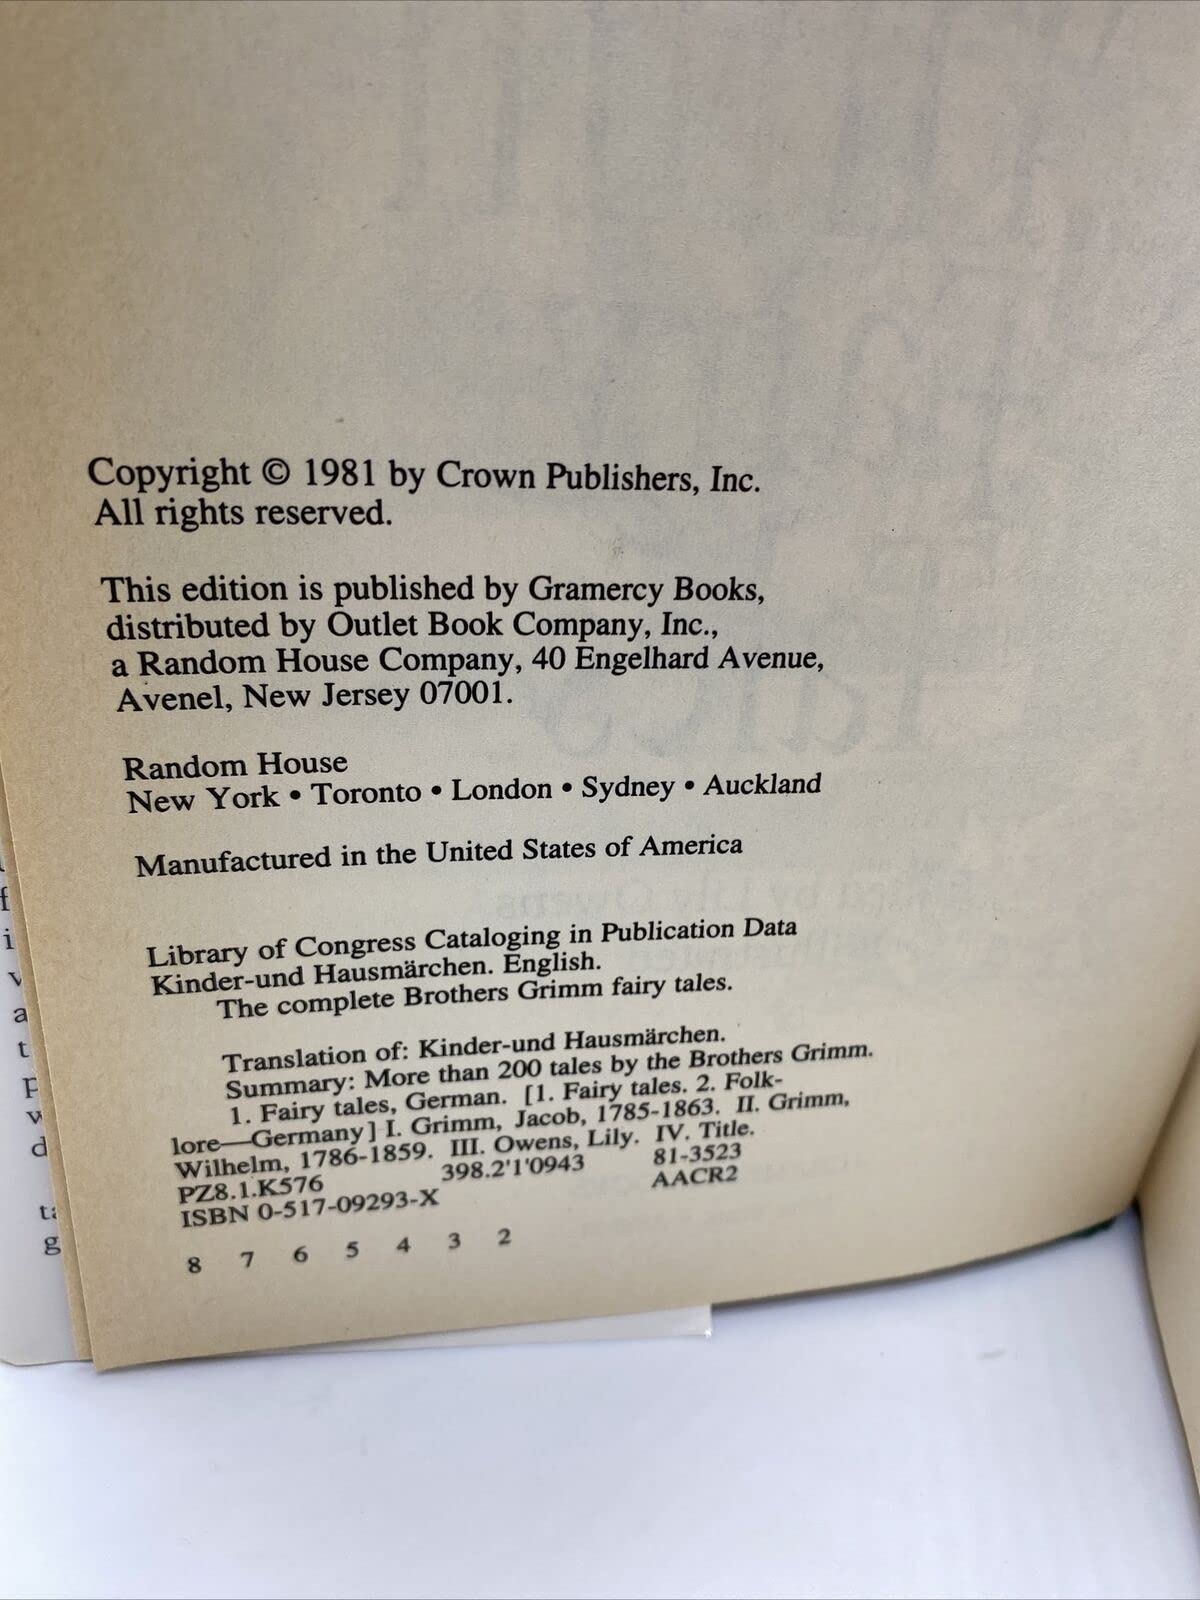 Copyright © 1981 by Crown Publishers, Inc.
All rights reserved.
This edition is published by Gramercy Books,
distributed by Outlet Book Company, Inc.,
a Random House Company, 40 Engelhard Avenue,
Avenel, New Jersey 07001.
Random House
New York • Toronto • London • Sydney • Auckland
Manufactured in the United States of America
Library of Congress Cataloging in Publication Data
Kinder-und Hausmärchen. English.
The complete Brothers Grimm fairy tales.
Translation of: Kinder-und Hausmärchen.
Summary: More than 200 tales by the Brothers Grimm.
1. Fairy tales, German. [1. Fairy tales. 2. Folk-
lore—Germany] I. Grimm, Jacob, 1785-1863. II. Grimm,
Wilhelm, 1786-1859. III. Owens, Lily. IV. Title.
PZ8.1.K576 398.2'1'0943 81-3523
ISBN 0-517-09293-X AACR2
8 7 6 5 4 3 2